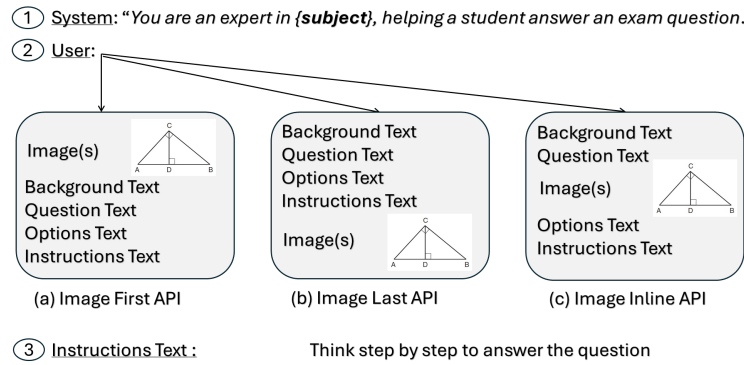 1 System: “You are an expert in {subject}, helping a student answer an exam question.
2 User:
Image(s)
C
A D B
Background Text
Question Text
Options Text
Instructions Text
(a) Image First API
Background Text
Question Text
Options Text
Instructions Text
Image(s)
C
A D B
(b) Image Last API
Background Text
Question Text
Image(s)
C
A D B
Options Text
Instructions Text
(c) Image Inline API
3 Instructions Text : Think step by step to answer the question